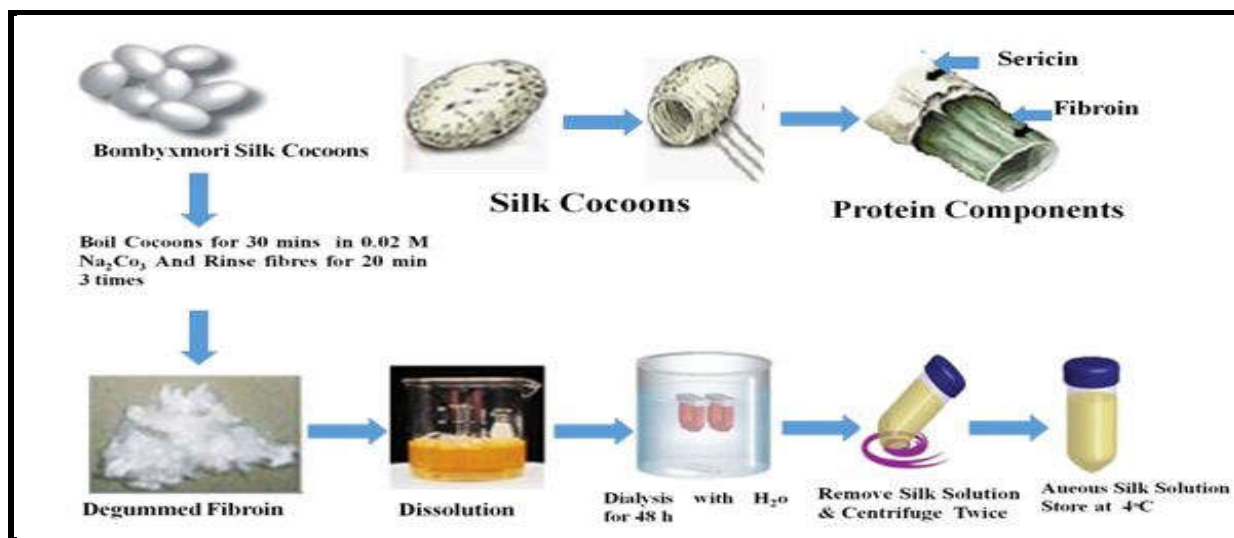 Sericin
Fibroin
Bombyxmori Silk Cocoons
Silk Cocoons
Protein Components
Boil Cocoons for 30 mins in 0.02 M
Na₂Co₃ And Rinse fibres for 20 min
3 times
Degummed Fibroin
Dissolution
Dialysis with H₂o
for 48 h
Remove Silk Solution
& Centrifuge Twice
Aueous Silk Solution
Store at 4°C